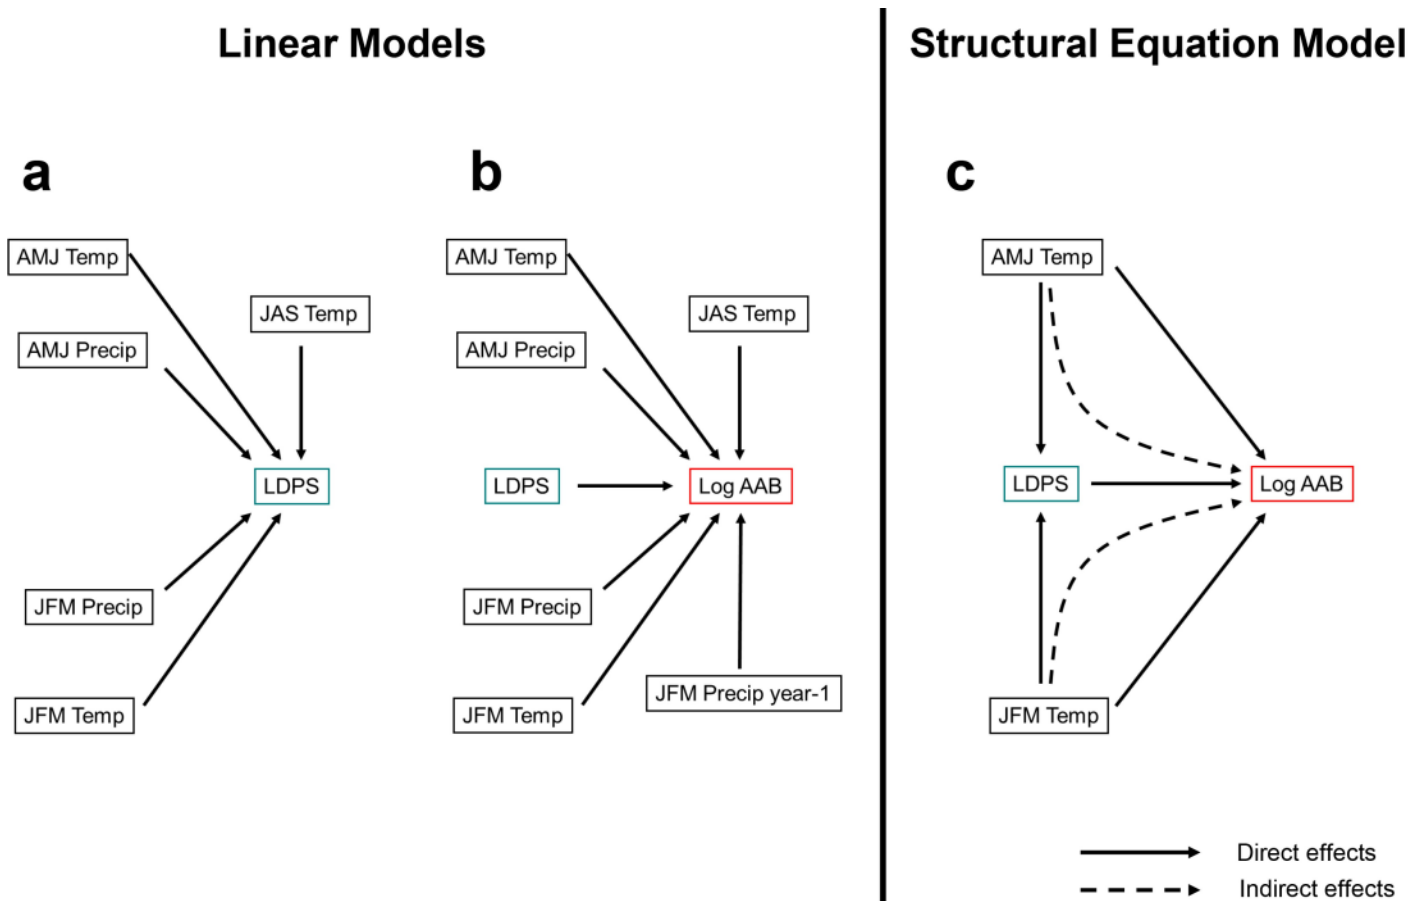 Linear Models
Structural Equation Model
a
AMJ Temp
JAS Temp
AMJ Precip
LDPS
JFM Precip
JFM Temp
b
AMJ Temp
JAS Temp
AMJ Precip
LDPS
Log AAB
JFM Precip
JFM Precip year-1
JFM Temp
c
AMJ Temp
LDPS
Log AAB
JFM Temp
Direct effects
Indirect effects